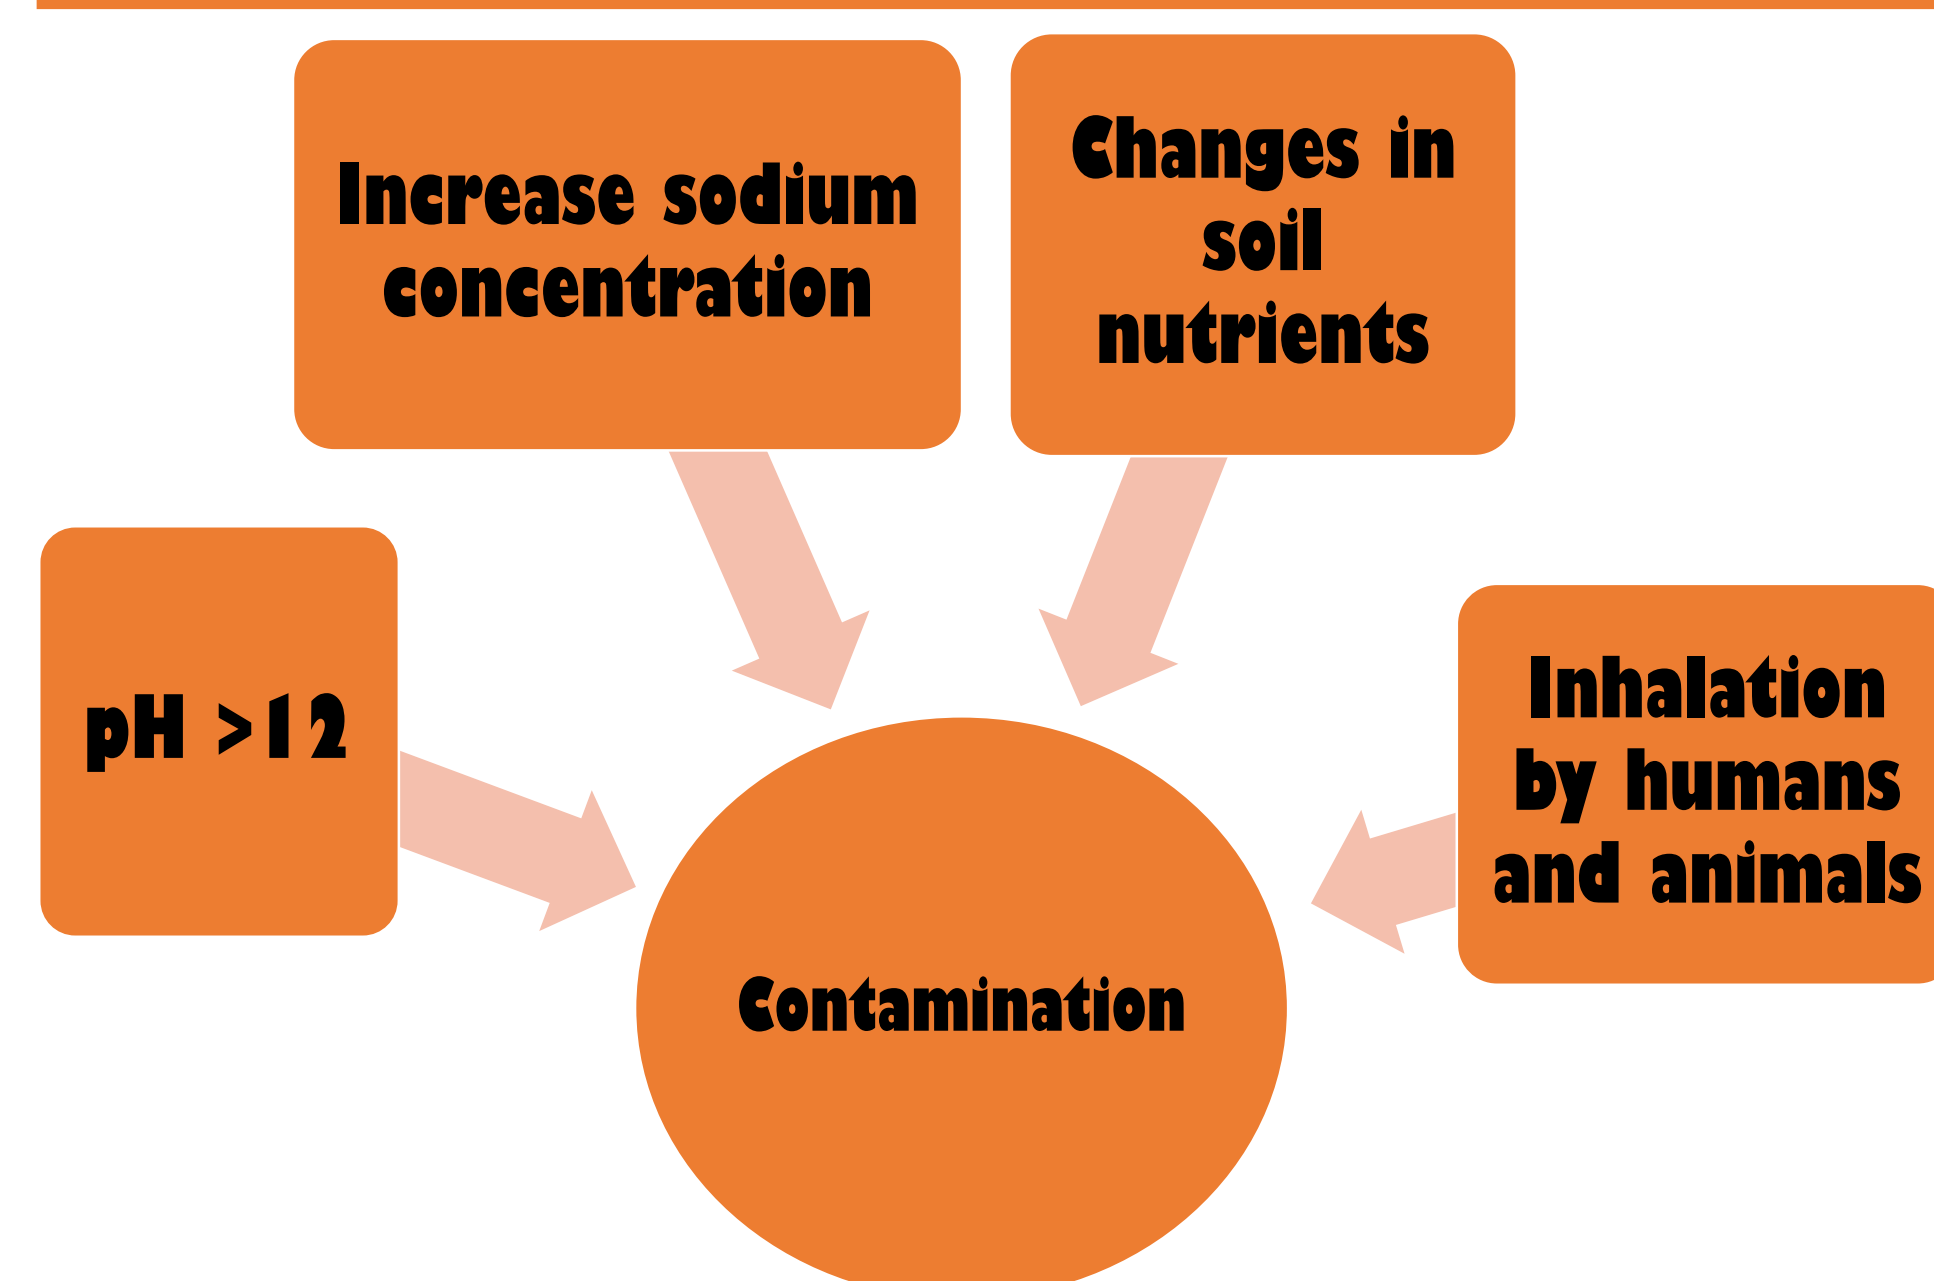 Increase sodium
concentration
Changes in
soil
nutrients
pH >12
Inhalation
by humans
and animals
Contamination